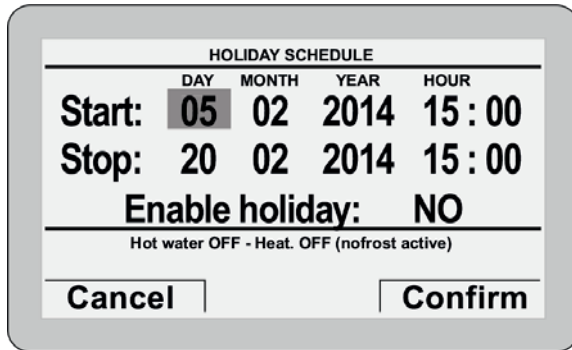 HOLIDAY SCHEDULE
DAY MONTH YEAR HOUR
Start: 05 02 2014 15 : 00
Stop: 20 02 2014 15 : 00
Enable holiday: NO
Hot water OFF - Heat. OFF (nofrost active)
Cancel Confirm